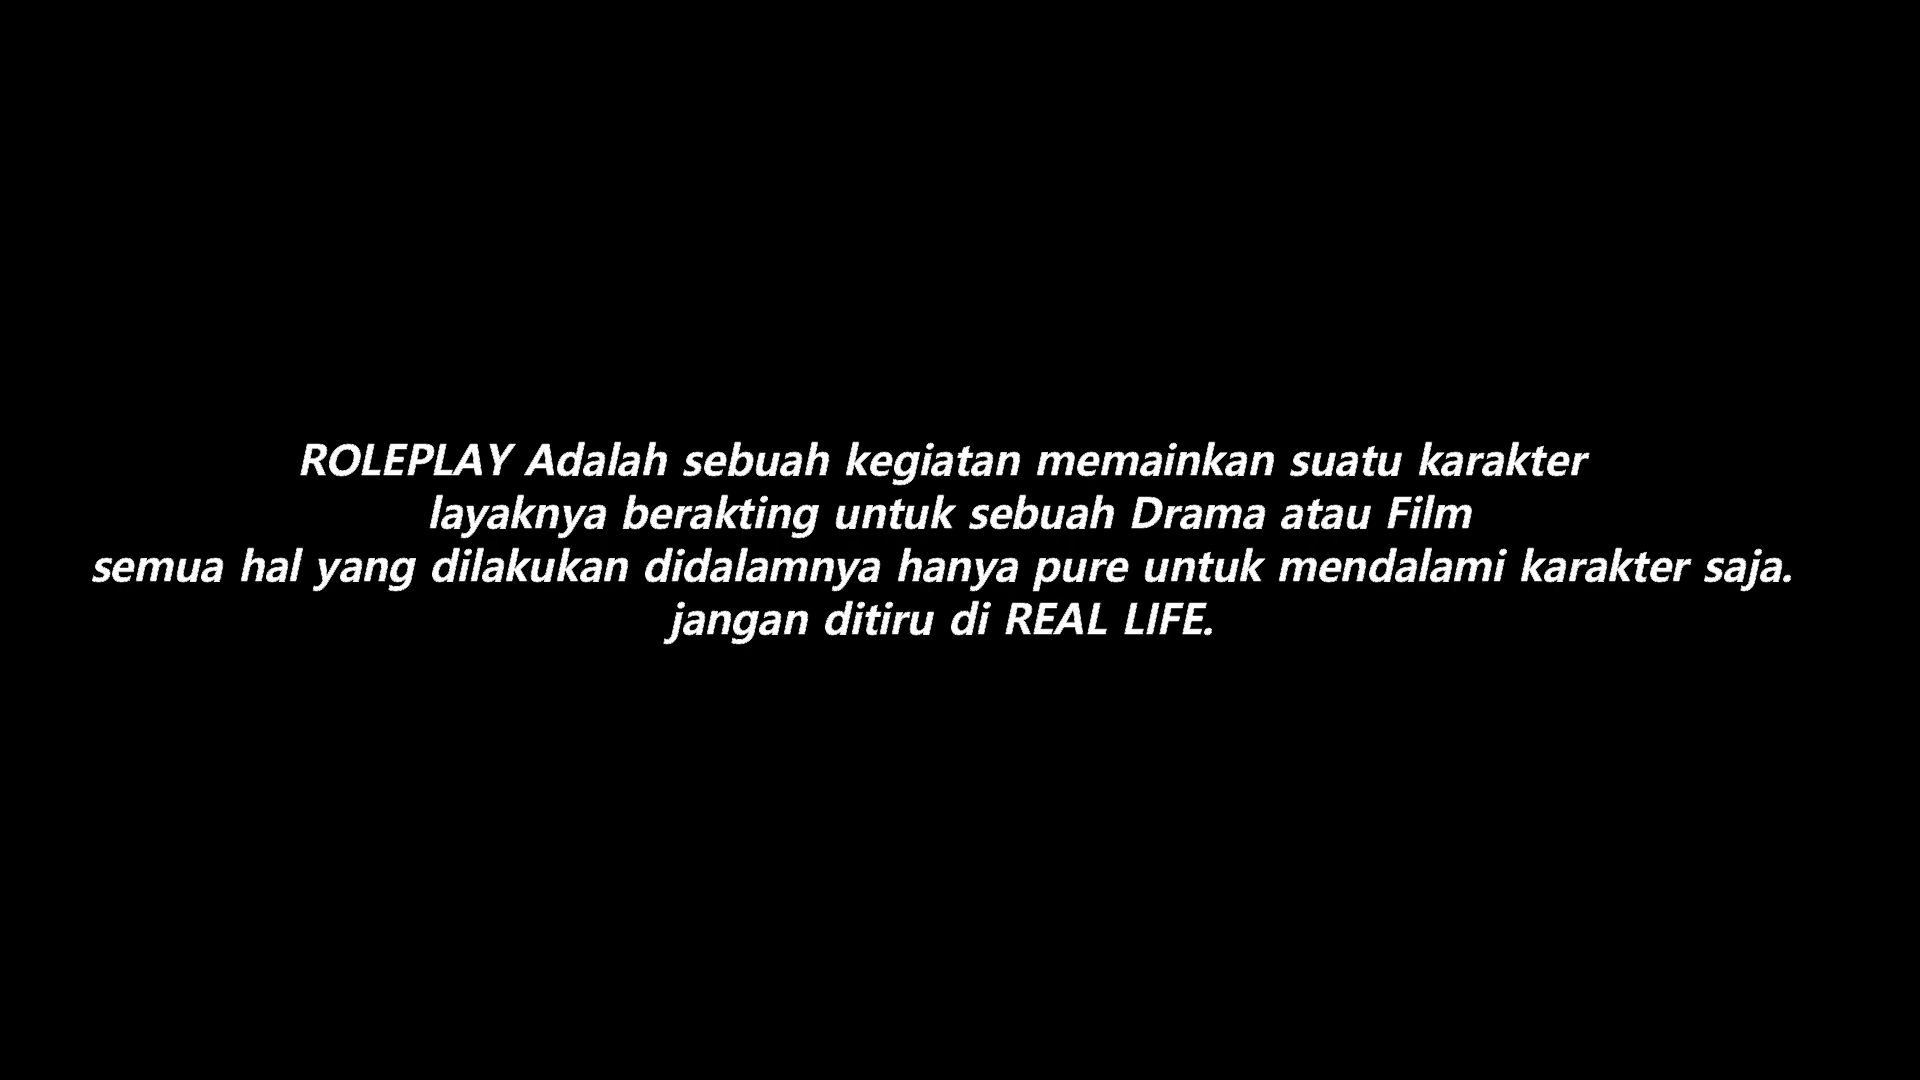 ROLEPLAY Adalah sebuah kegiatan memainkan suatu karakter
layaknya berakting untuk sebuah Drama atau Film
semua hal yang dilakukan didalamnya hanya pure untuk mendalami karakter saja.
jangan ditiru di REAL LIFE.